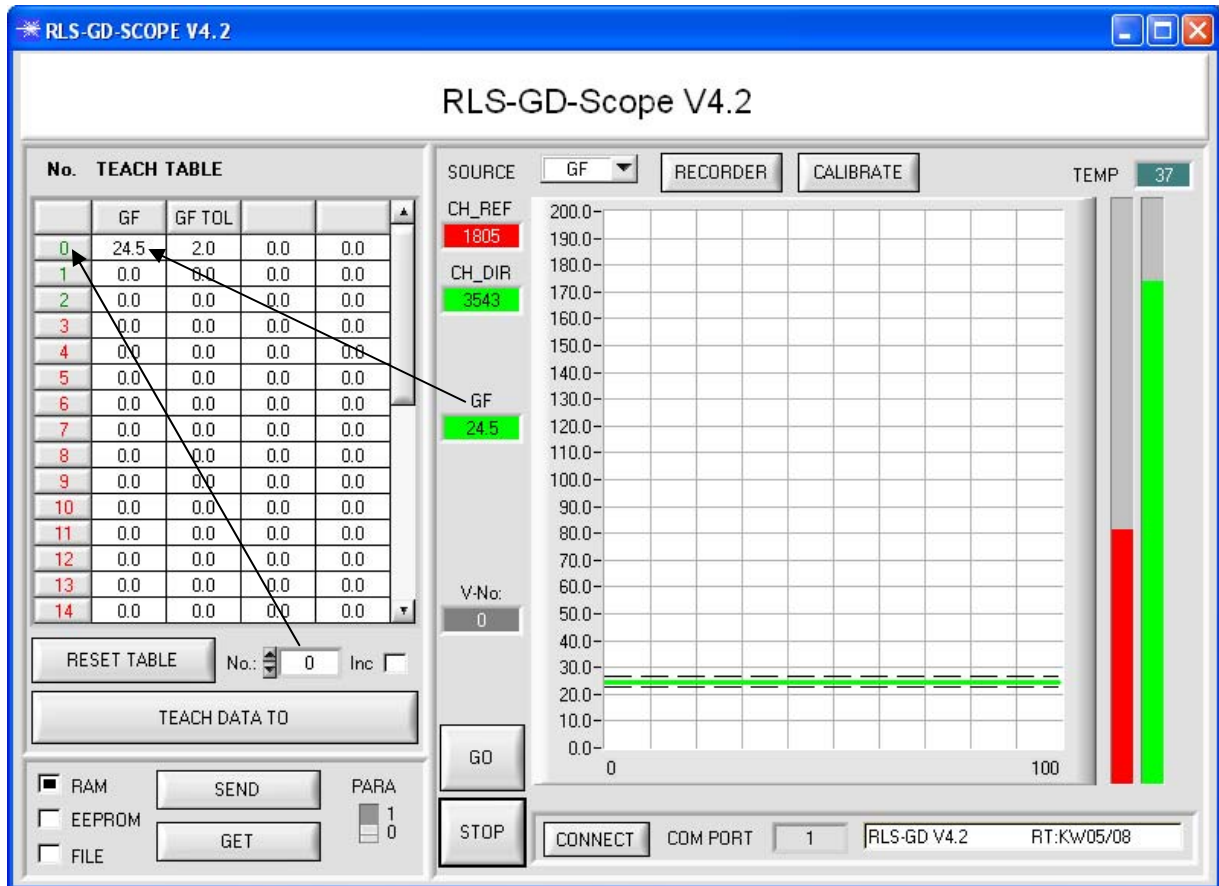 RLS-GD-SCOPE V4.2
RLS-GD-Scope V4.2
No. TEACH TABLE
GF GF TOL
0 24.5 2.0 0.0 0.0
1 0.0 0.0 0.0 0.0
2 0.0 0.0 0.0 0.0
3 0.0 0.0 0.0 0.0
4 0.0 0.0 0.0 0.0
5 0.0 0.0 0.0 0.0
6 0.0 0.0 0.0 0.0
7 0.0 0.0 0.0 0.0
8 0.0 0.0 0.0 0.0
9 0.0 0.0 0.0 0.0
10 0.0 0.0 0.0 0.0
11 0.0 0.0 0.0 0.0
12 0.0 0.0 0.0 0.0
13 0.0 0.0 0.0 0.0
14 0.0 0.0 0.0 0.0
RESET TABLE No.: 0 Inc
TEACH DATA TO
RAM
EEPROM
FILE
SEND
GET
PARA
1
0
SOURCE GF RECORDER CALIBRATE TEMP 37
CH_REF
1805
CH_DIR
3543
GF
24.5
V-No:
0
GO
STOP
200.0
190.0
180.0
170.0
160.0
150.0
140.0
130.0
120.0
110.0
100.0
90.0
80.0
70.0
60.0
50.0
40.0
30.0
20.0
10.0
0.0
0 100
CONNECT COM PORT 1 RLS-GD V4.2 RT:KW05/08